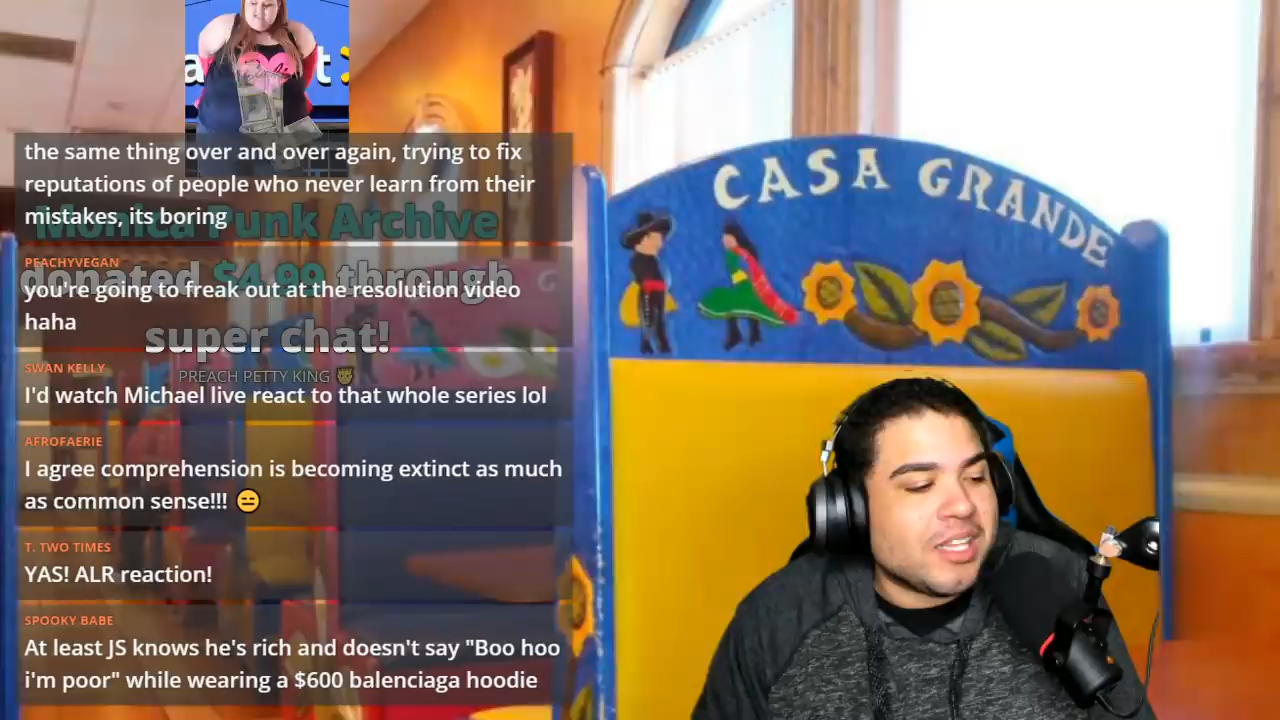 a t
the same thing over and over again, trying to fix
reputations of people who never learn from their
mistakes, its boring
Monica Punk Archive
donated $4.99 through
super chat!
PREACH PETTY KING
PEACHYVEGAN
you're going to freak out at the resolution video
haha
SWAN KELLY
I'd watch Michael live react to that whole series lol
AFROFAERIE
I agree comprehension is becoming extinct as much
as common sense!!! 😑
T. TWO TIMES
YAS! ALR reaction!
SPOOKY BABE
At least JS knows he's rich and doesn't say "Boo hoo
i'm poor" while wearing a $600 balenciaga hoodie
CASA GRANDE